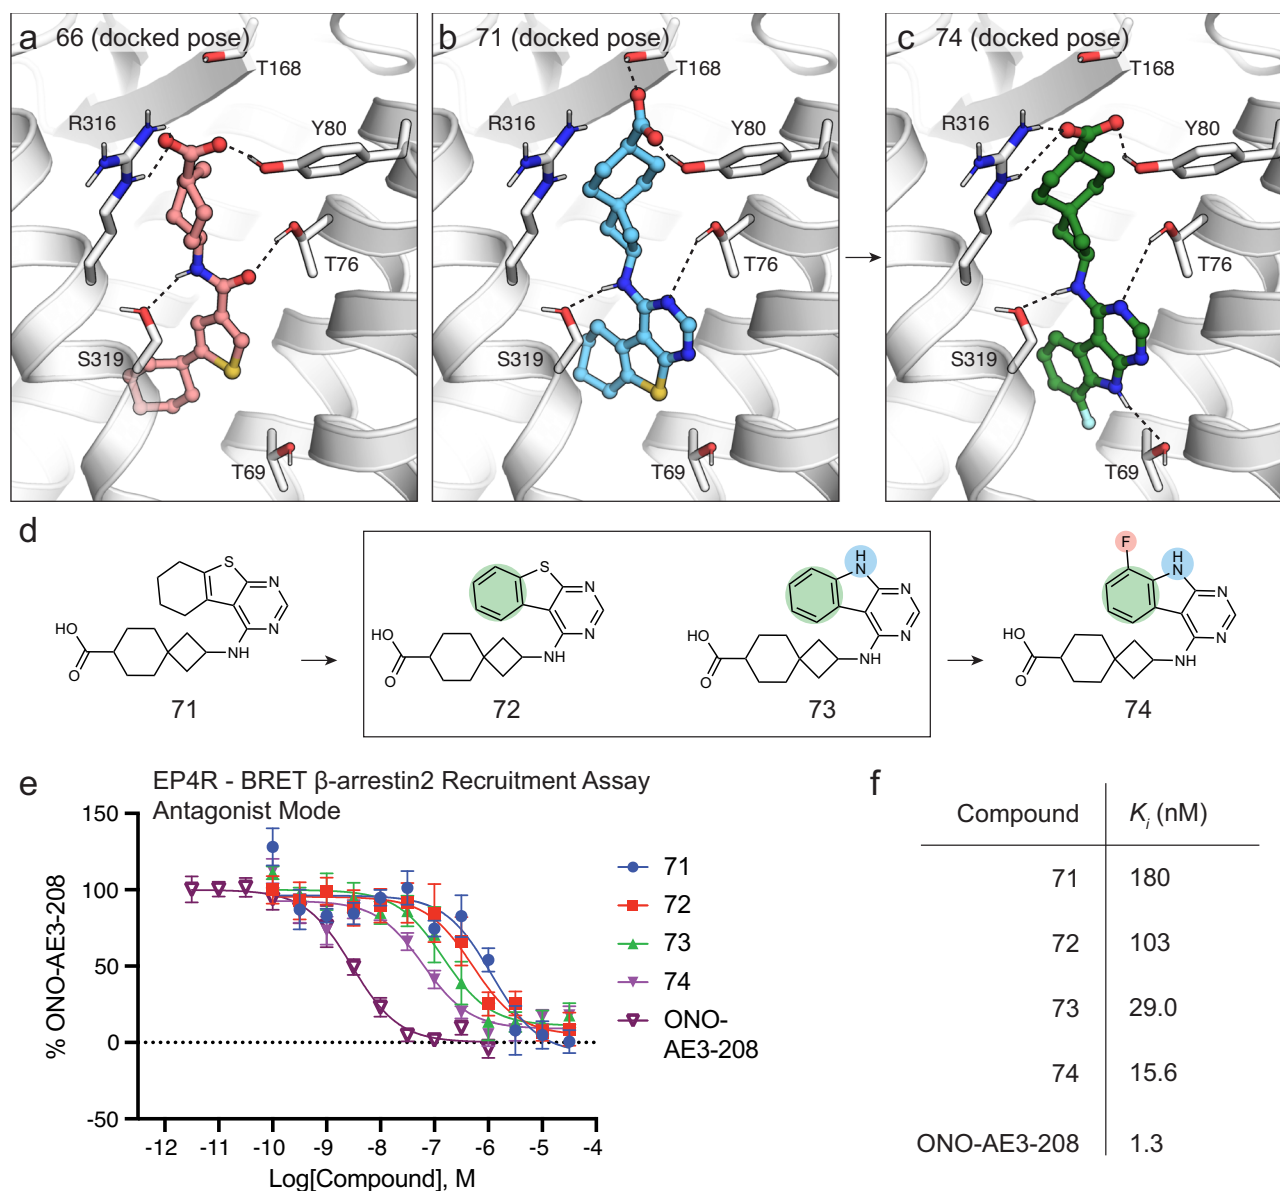 a 66 (docked pose)
T168
R316
Y80
T76
S319
T69
b 71 (docked pose)
T168
R316
Y80
T76
S319
T69
c 74 (docked pose)
T168
R316
Y80
T76
S319
T69
d
S
N
N
NH
HO
O
71
S
N
N
NH
HO
O
72
H
N
N
N
NH
HO
O
73
F
H
N
N
N
NH
HO
O
74
e EP4R - BRET β-arrestin2 Recruitment Assay
Antagonist Mode
% ONO-AE3-208
150
100
50
0
-50
-12 -11 -10 -9 -8 -7 -6 -5 -4
Log[Compound], M
71
72
73
74
ONO-
AE3-208
f
Compound Ki (nM)
71 180
72 103
73 29.0
74 15.6
ONO-AE3-208 1.3